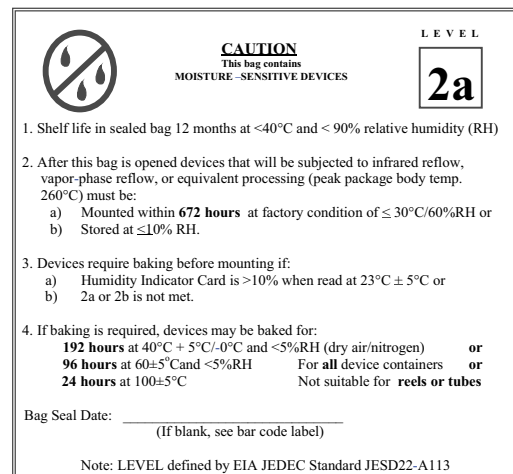 LEVEL
CAUTION
2a
This bag contains
MOISTURE –SENSITIVE DEVICES
1. Shelf life in sealed bag 12 months at <40°C and < 90% relative humidity (RH)
2. After this bag is opened devices that will be subjected to infrared reflow,
vapor-phase reflow, or equivalent processing (peak package body temp.
260°C) must be:
a) Mounted within 672 hours at factory condition of ≤ 30°C/60%RH or
b) Stored at ≤10% RH.
3. Devices require baking before mounting if:
a) Humidity Indicator Card is >10% when read at 23°C ± 5°C or
b) 2a or 2b is not met.
4. If baking is required, devices may be baked for:
192 hours at 40°C + 5°C/-0°C and <5%RH (dry air/nitrogen) or
96 hours at 60±5°Cand <5%RH For all device containers or
24 hours at 100±5°C Not suitable for reels or tubes
Bag Seal Date: ______________________________
(If blank, see bar code label)
Note: LEVEL defined by EIA JEDEC Standard JESD22-A113